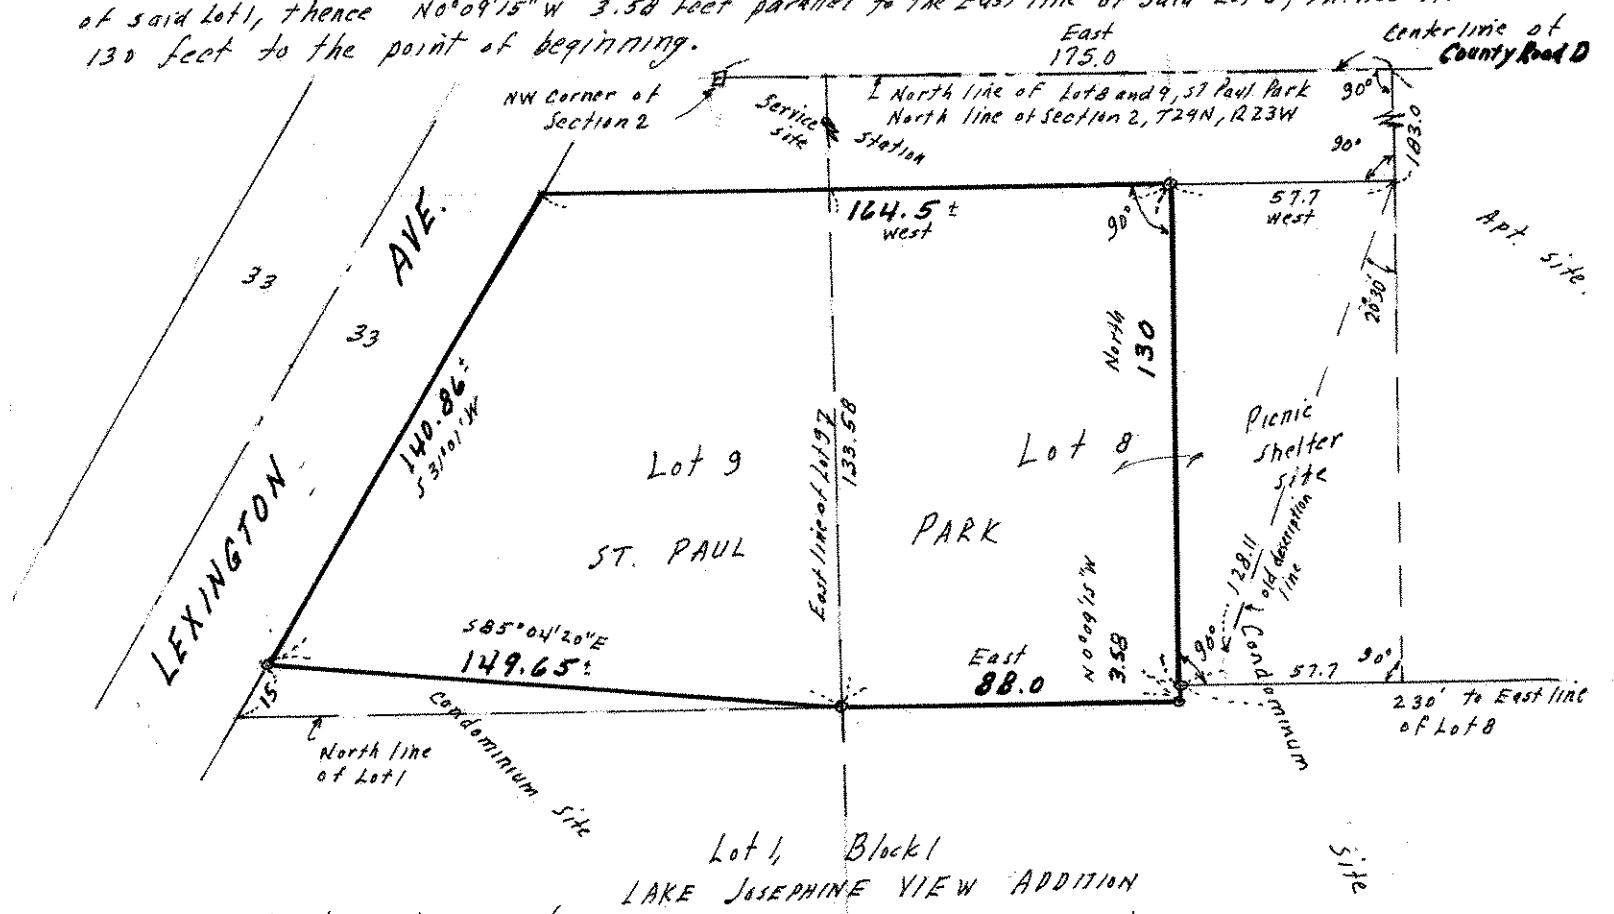 of said Lot 1, thence N0°09'15"W 3.58 feet parallel to the East line of said Lot 8, thence
130 feet to the point of beginning.
East
175.0
Centerline of
County Road D
NW Corner of
Section 2
Service
site
Station
North line of Lot 8 and 9, St Paul Park
North line of Section 2, T29N, R23W
90°
183.0
90°
164.5±
West
90°
57.7
West
Apt. site.
LEXINGTON AVE.
33
33
140.86±
S 31°01' W
20°30'
North
130
East line of Lot 9
133.58
Lot 9
Lot 8
Picnic
shelter
site
ST. PAUL PARK
128.11
old description
line
N0°09'15"W
3.58
S85°04'20"E
149.65±
East
88.0
90°
57.7
90°
15
230' to East line
of Lot 8
North line
of Lot 1
Condominium site
Condominum
site
Lot 1, Block 1
LAKE JOSEPHINE VIEW ADDITION